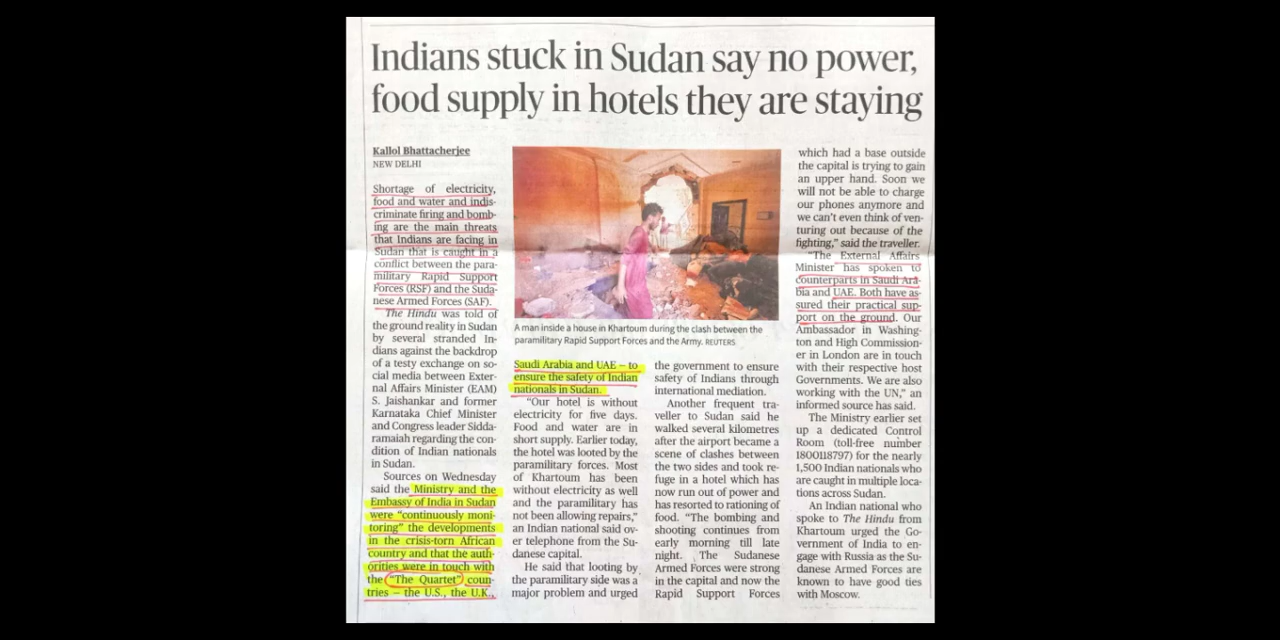 Indians stuck in Sudan say no power,
food supply in hotels they are staying
Kallol Bhattacherjee
NEW DELHI
Shortage of electricity,
food and water and indis-
criminate firing and bomb-
ing are the main threats
that Indians are facing in
Sudan that is caught in a
conflict between the para-
military Rapid Support
Forces (RSF) and the Suda-
nese Armed Forces (SAF).
The Hindu was told of
the ground reality in Sudan
by several stranded In-
dians against the backdrop
of a testy exchange on so-
cial media between Exter-
nal Affairs Minister (EAM)
S. Jaishankar and former
Karnataka Chief Minister
and Congress leader Sidda-
ramaiah regarding the con-
dition of Indian nationals
in Sudan.
Sources on Wednesday
said the Ministry and the
Embassy of India in Sudan
were “continuously moni-
toring” the developments
in the crisis-torn African
country and that the auth-
orities were in touch with
the “The Quartet” coun-
tries – the U.S., the U.K.,
A man inside a house in Khartoum during the clash between the
paramilitary Rapid Support Forces and the Army. REUTERS
Saudi Arabia and UAE – to
ensure the safety of Indian
nationals in Sudan.
“Our hotel is without
electricity for five days.
Food and water are in
short supply. Earlier today,
the hotel was looted by the
paramilitary forces. Most
of Khartoum has been
without electricity as well
and the paramilitary has
not been allowing repairs,”
an Indian national said ov-
er telephone from the Su-
danese capital.
He said that looting by
the paramilitary side was a
major problem and urged
the government to ensure
safety of Indians through
international mediation.
Another frequent tra-
veller to Sudan said he
walked several kilometres
after the airport became a
scene of clashes between
the two sides and took re-
fuge in a hotel which has
now run out of power and
has resorted to rationing of
food. “The bombing and
shooting continues from
early morning till late
night. The Sudanese
Armed Forces were strong
in the capital and now the
Rapid Support Forces
which had a base outside
the capital is trying to gain
an upper hand. Soon we
will not be able to charge
our phones anymore and
we can’t even think of ven-
turing out because of the
fighting,” said the traveller.
“The External Affairs
Minister has spoken to
counterparts in Saudi Ara-
bia and UAE. Both have as-
sured their practical sup-
port on the ground. Our
Ambassador in Washing-
ton and High Commission-
er in London are in touch
with their respective host
Governments. We are also
working with the UN,” an
informed source has said.
The Ministry earlier set
up a dedicated Control
Room (toll-free number
1800118797) for the nearly
1,500 Indian nationals who
are caught in multiple loca-
tions across Sudan.
An Indian national who
spoke to The Hindu from
Khartoum urged the Go-
vernment of India to en-
gage with Russia as the Su-
danese Armed Forces are
known to have good ties
with Moscow.